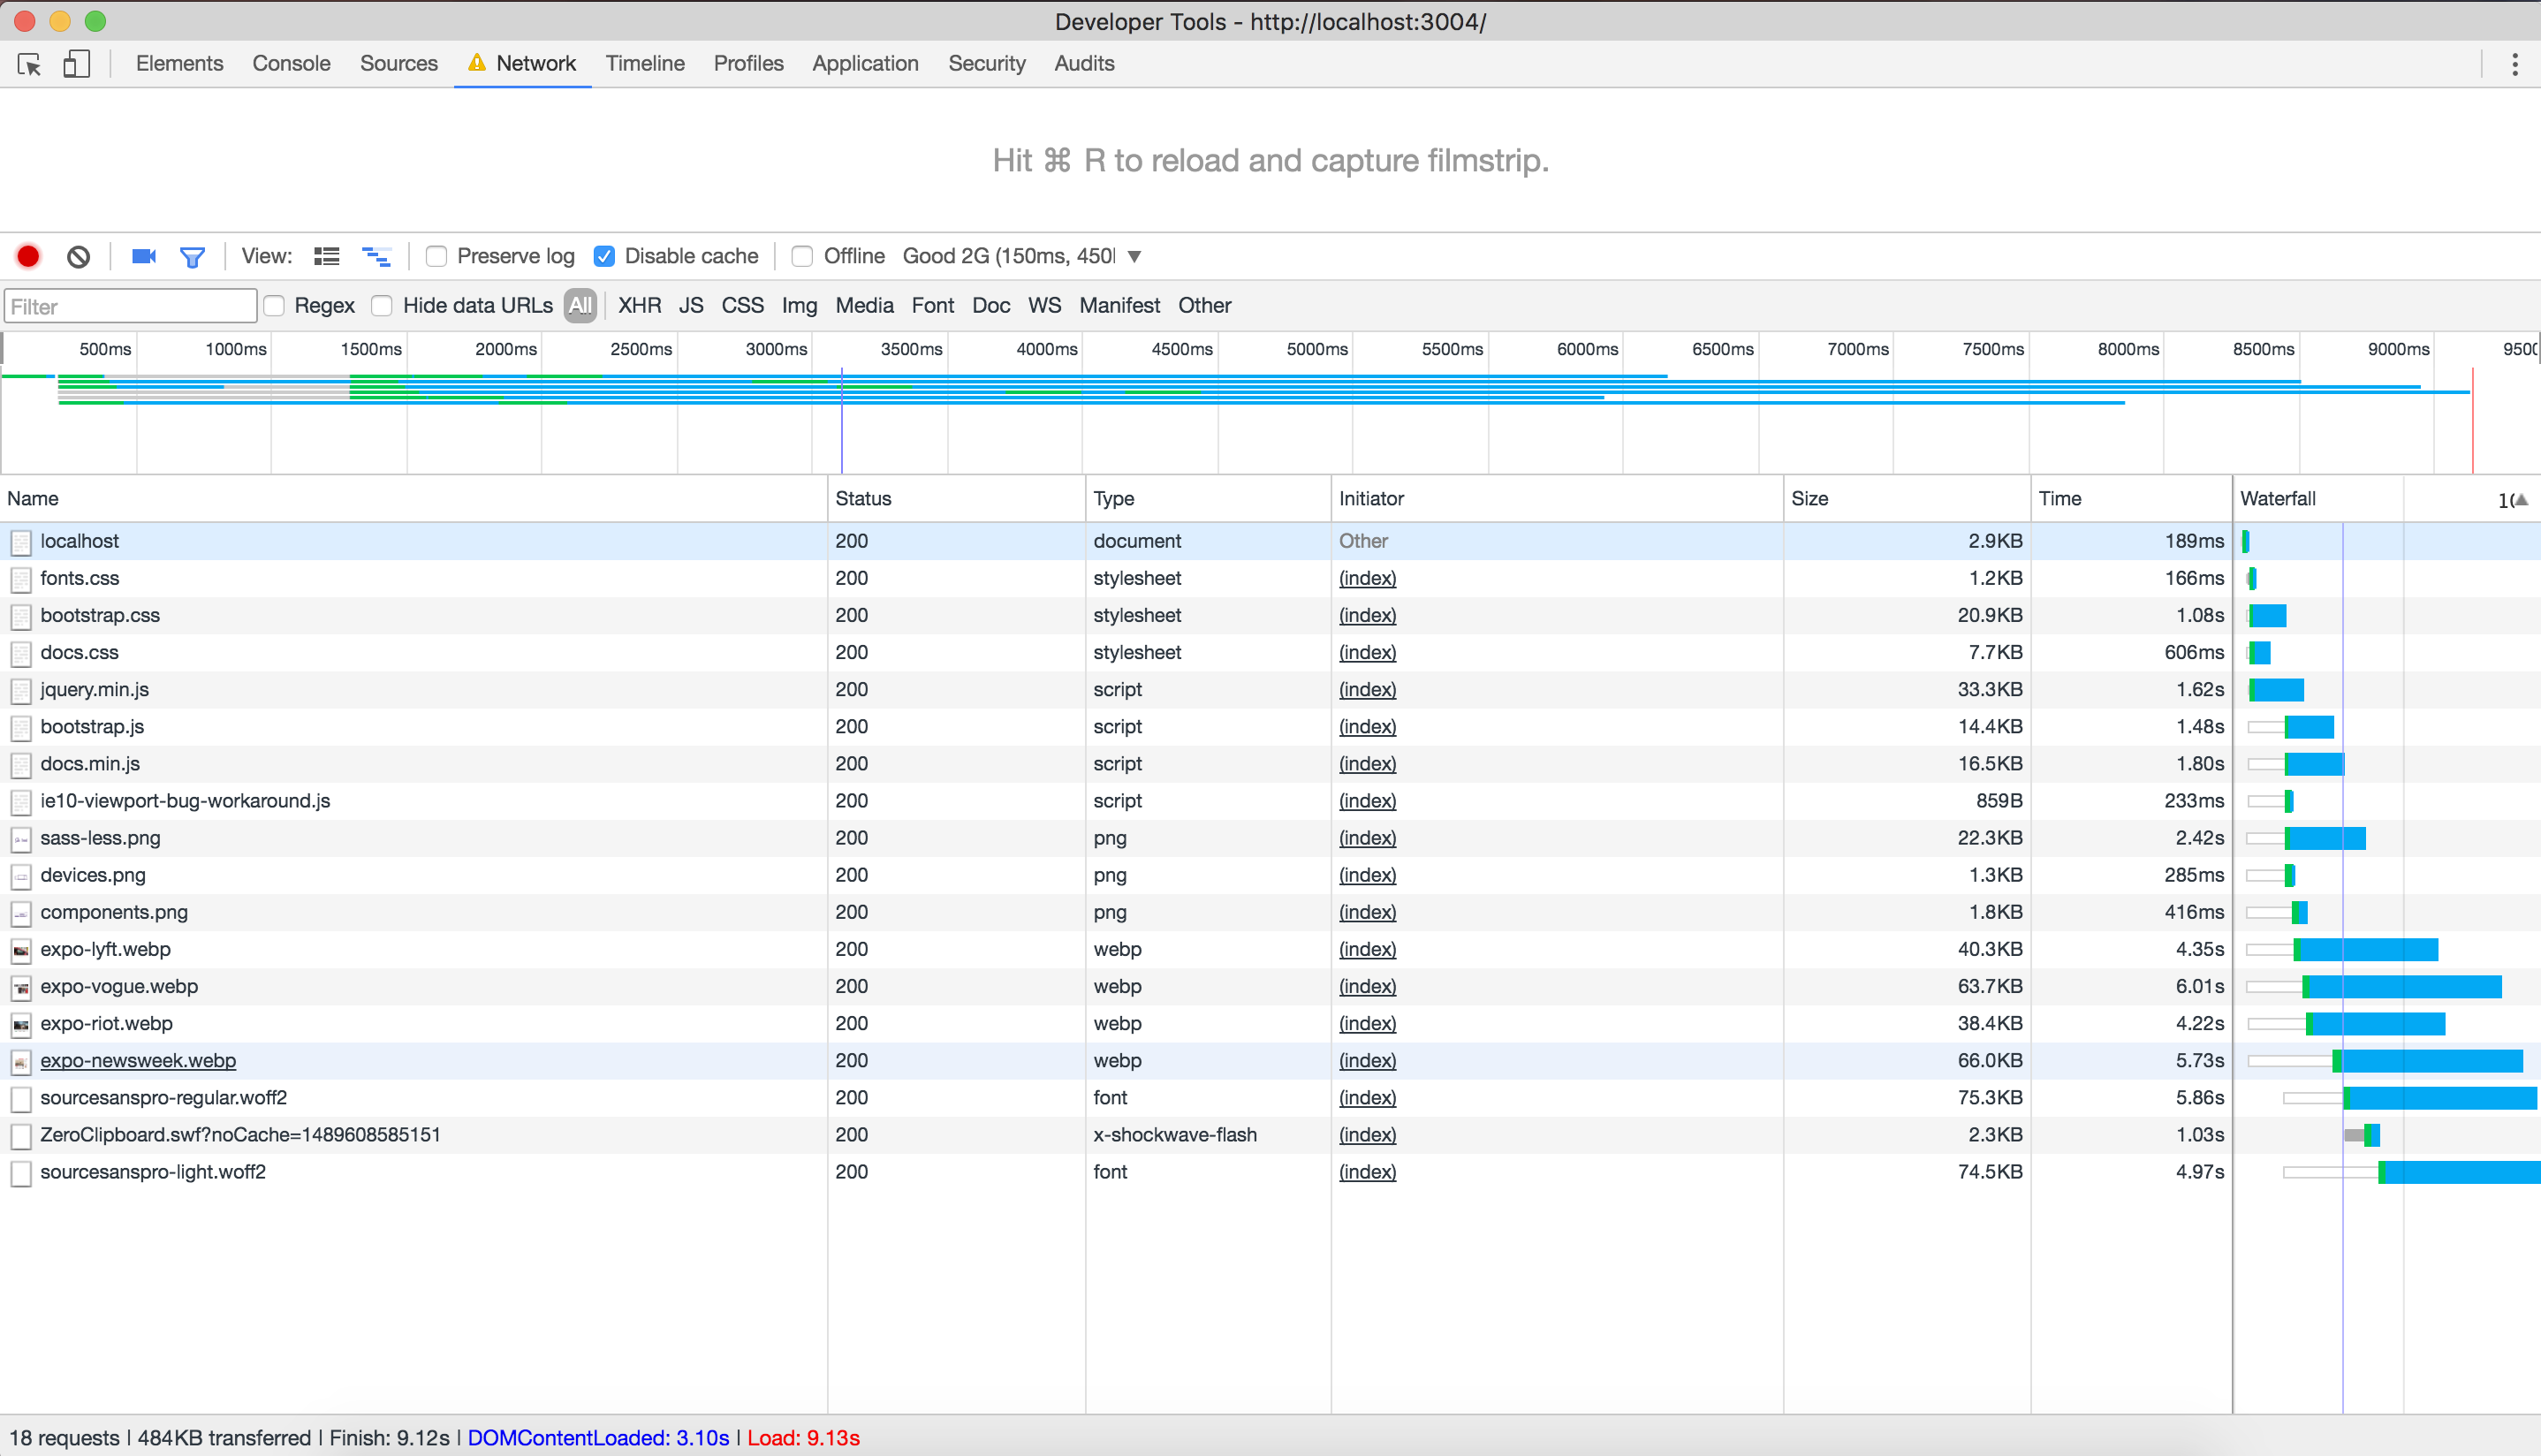 Developer Tools - http://localhost:3004/
Elements Console Sources Network Timeline Profiles Application Security Audits
Hit ⌘ R to reload and capture filmstrip.
View: Preserve log Disable cache Offline Good 2G (150ms, 450
Filter Regex Hide data URLs All XHR JS CSS Img Media Font Doc WS Manifest Other
500ms 1000ms 1500ms 2000ms 2500ms 3000ms 3500ms 4000ms 4500ms 5000ms 5500ms 6000ms 6500ms 7000ms 7500ms 8000ms 8500ms 9000ms 9500
Name Status Type Initiator Size Time Waterfall 10
localhost 200 document Other 2.9KB 189ms
fonts.css 200 stylesheet (index) 1.2KB 166ms
bootstrap.css 200 stylesheet (index) 20.9KB 1.08s
docs.css 200 stylesheet (index) 7.7KB 606ms
jquery.min.js 200 script (index) 33.3KB 1.62s
bootstrap.js 200 script (index) 14.4KB 1.48s
docs.min.js 200 script (index) 16.5KB 1.80s
ie10-viewport-bug-workaround.js 200 script (index) 859B 233ms
sass-less.png 200 png (index) 22.3KB 2.42s
devices.png 200 png (index) 1.3KB 285ms
components.png 200 png (index) 1.8KB 416ms
expo-lyft.webp 200 webp (index) 40.3KB 4.35s
expo-vogue.webp 200 webp (index) 63.7KB 6.01s
expo-riot.webp 200 webp (index) 38.4KB 4.22s
expo-newsweek.webp 200 webp (index) 66.0KB 5.73s
sourcesanspro-regular.woff2 200 font (index) 75.3KB 5.86s
ZeroClipboard.swf?noCache=1489608585151 200 x-shockwave-flash (index) 2.3KB 1.03s
sourcesanspro-light.woff2 200 font (index) 74.5KB 4.97s
18 requests | 484KB transferred | Finish: 9.12s | DOMContentLoaded: 3.10s | Load: 9.13s